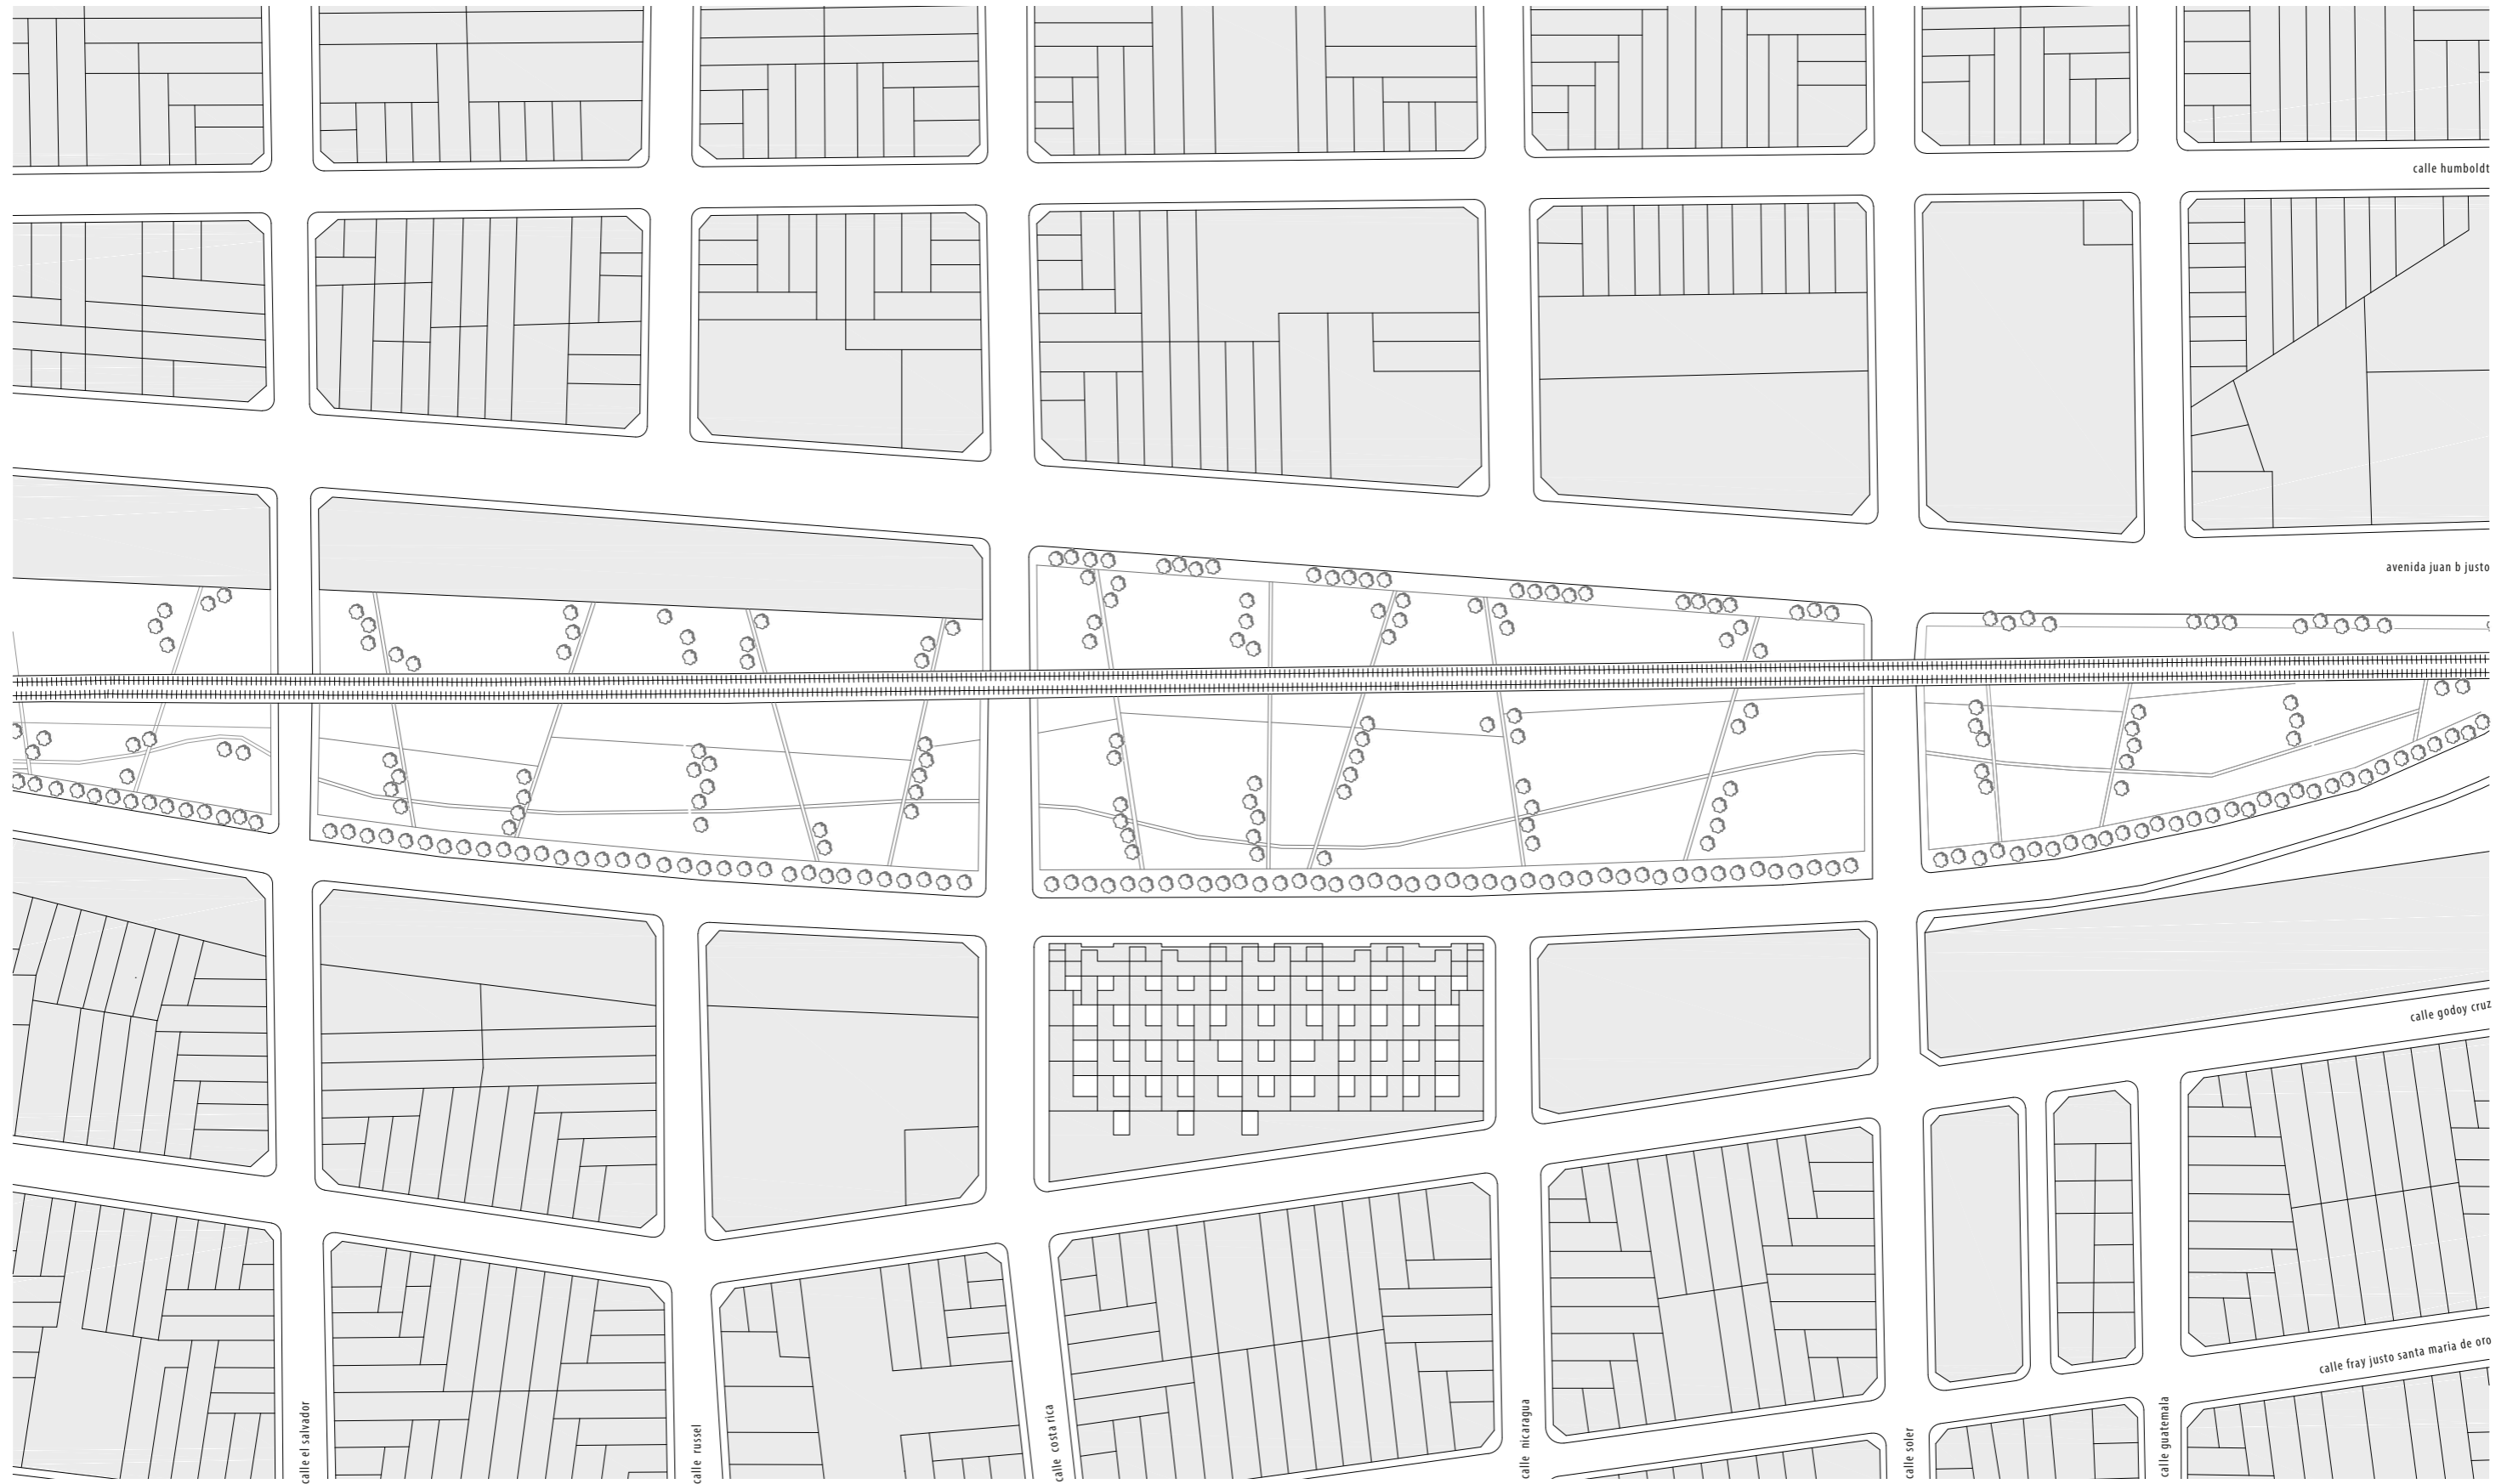 calle humboldt
avenida juan b justo
calle godoy cruz
calle fray justo santa maria de oro
calle el salvador
calle russel
calle costa rica
calle nicaragua
calle soler
calle guatemala